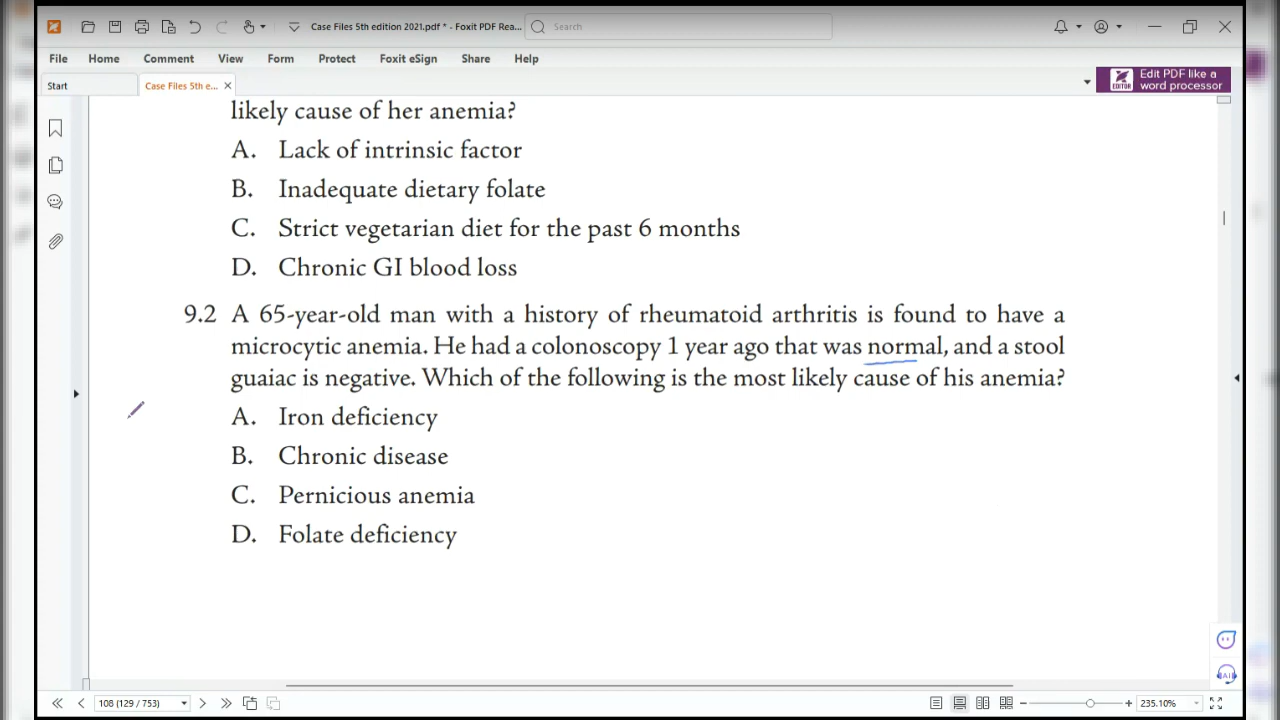 Case Files 5th edition 2021.pdf * - Foxit PDF Rea...
Search
File Home Comment View Form Protect Foxit eSign Share Help
Start
Case Files 5th e...
EDITOR
Edit PDF like a
word processor
likely cause of her anemia?
A. Lack of intrinsic factor
B. Inadequate dietary folate
C. Strict vegetarian diet for the past 6 months
D. Chronic GI blood loss
9.2 A 65-year-old man with a history of rheumatoid arthritis is found to have a
microcytic anemia. He had a colonoscopy 1 year ago that was normal, and a stool
guaiac is negative. Which of the following is the most likely cause of his anemia?
A. Iron deficiency
B. Chronic disease
C. Pernicious anemia
D. Folate deficiency
AI
108 (129 / 753)
235.10%